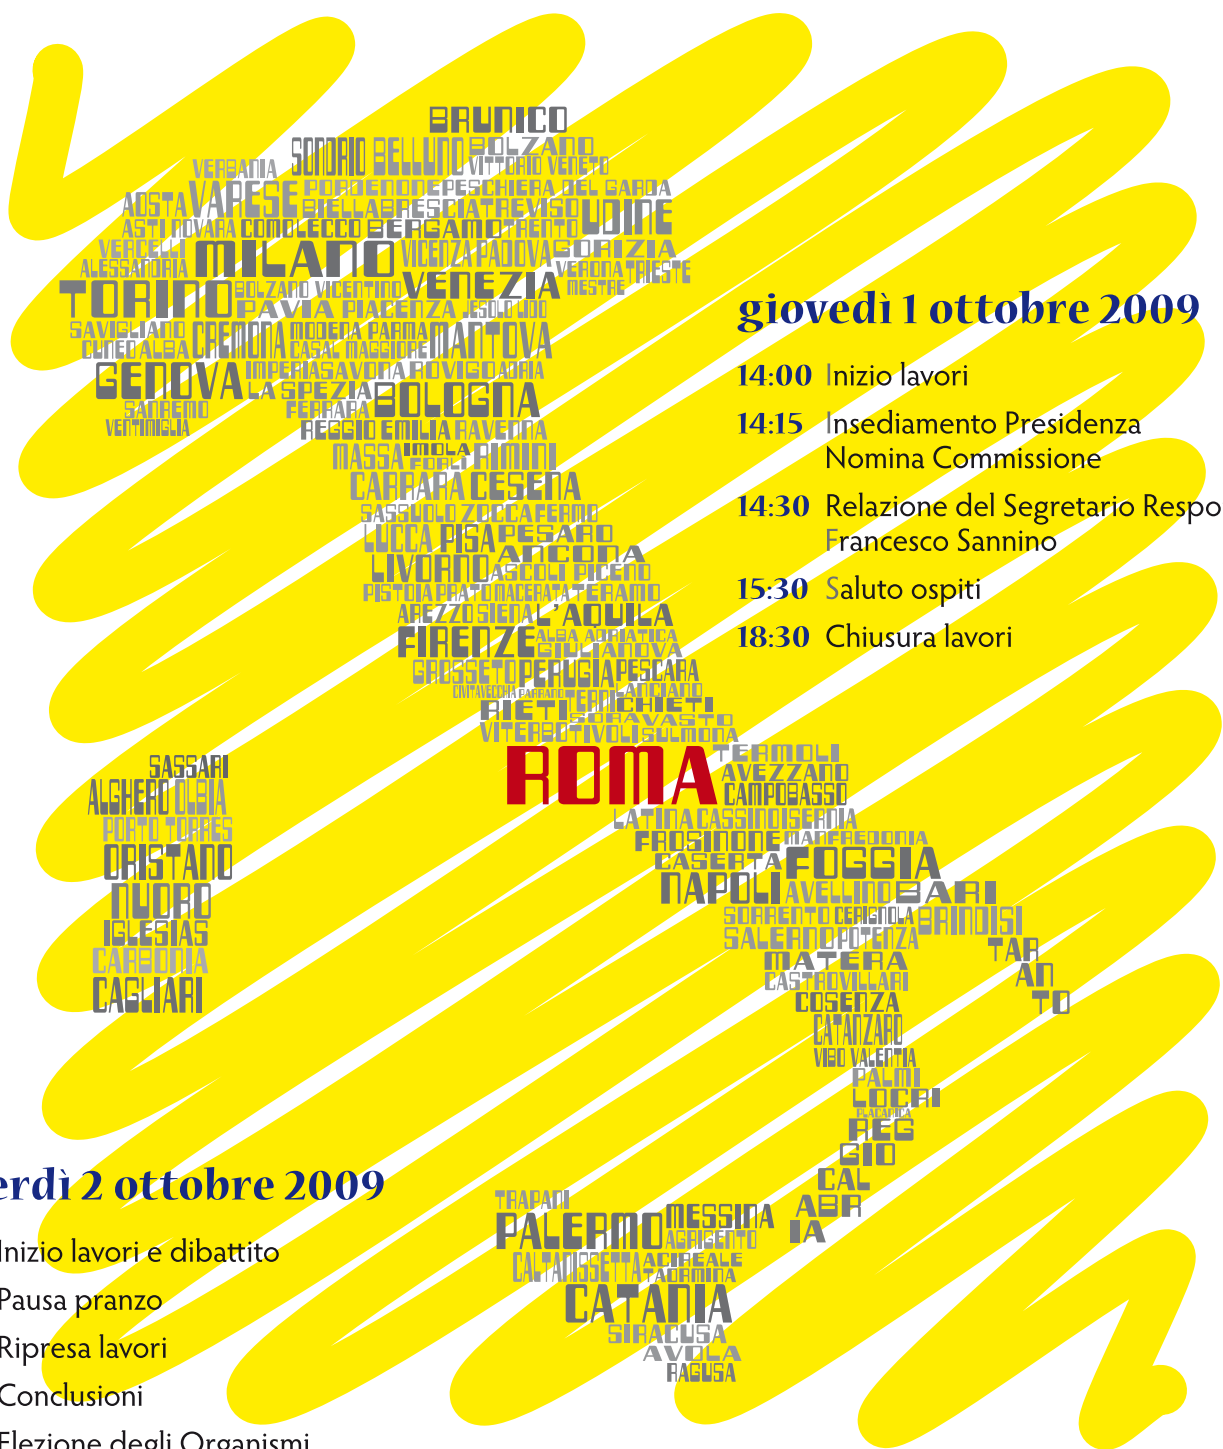 BRUNICO
SONDRIO BELLUNO BOLZANO
VERBANIA VITTORIO VENETO
AOSTA VARESE PORDENONE PESCHIERA DEL GARDA
BIELLA BRESCIA TREVISO UDINE
ASTI NOVARA COMO LECCO BERGAMO TRENTO
VERCELLI MILANO VICENZA PADOVA GORIZIA
ALESSANDRIA VERONA TRIESTE
TORINO BOLZANO VICENTINO VENEZIA MESTRE
PAVIA PIACENZA JESOLO LIDO
SAVIGLIANO CREMONA MODENA PARMA MANTOVA
CUNEO ALBA CASAL MAGGIORE
GENOVA IMPERIA SAVONA ROVIGO ADRIA
LA SPEZIA BOLOGNA
SANREMO FERRARA
VENTIMIGLIA REGGIO EMILIA RAVENNA
MASSA IMOLA RIMINI
FORLI
CARRARA CESENA
SASSUOLO ZOCCA FERMO
LUCCA PISA PESARO
ANCONA
LIVORNO ASCOLI PICENO
PISTOIA PRATO MACERATA TERAMO
AREZZO SIENA L'AQUILA
FIRENZE ALBA ADRIATICA
GIULIANOVA
GROSSETO PERUGIA PESCARA
CIVITAVECCHIA PARRANO TERNI LANCIANO
RIETI CHIETI
SORA VASTO
VITERBO TIVOLI SULMONA
ROMA TERMOLI
AVEZZANO
CAMPOBASSO
LATINA CASSINO ISERNIA
FROSINONE MANFREDONIA
CASERTA FOGGIA
NAPOLI AVELLINO BARI
SORRENTO CERIGNOLA BRINDISI
SALERNO POTENZA
TAR
AN
TO
MATERA
CASTROVILLARI
COSENZA
CATANZARO
VIBO VALENTIA
PALMI
LOCRI
PLACANICA
REG
GIO
CAL
ABR
IA
SASSARI
ALGHERO OLBIA
PORTO TORRES
ORISTANO
NUORO
IGLESIAS
CARBONIA
CAGLIARI
TRAPANI
PALERMO MESSINA
AGRIGENTO
CALTANISSETTA ACIREALE
TAORMINA
CATANIA
SIRACUSA
AVOLA
RAGUSA
giovedì 1 ottobre 2009
14:00 Inizio lavori
14:15 Insediamento Presidenza
Nomina Commissione
14:30 Relazione del Segretario Respo
Francesco Sannino
15:30 Saluto ospiti
18:30 Chiusura lavori
erdì 2 ottobre 2009
Inizio lavori e dibattito
Pausa pranzo
Ripresa lavori
Conclusioni
Elezione degli Organismi